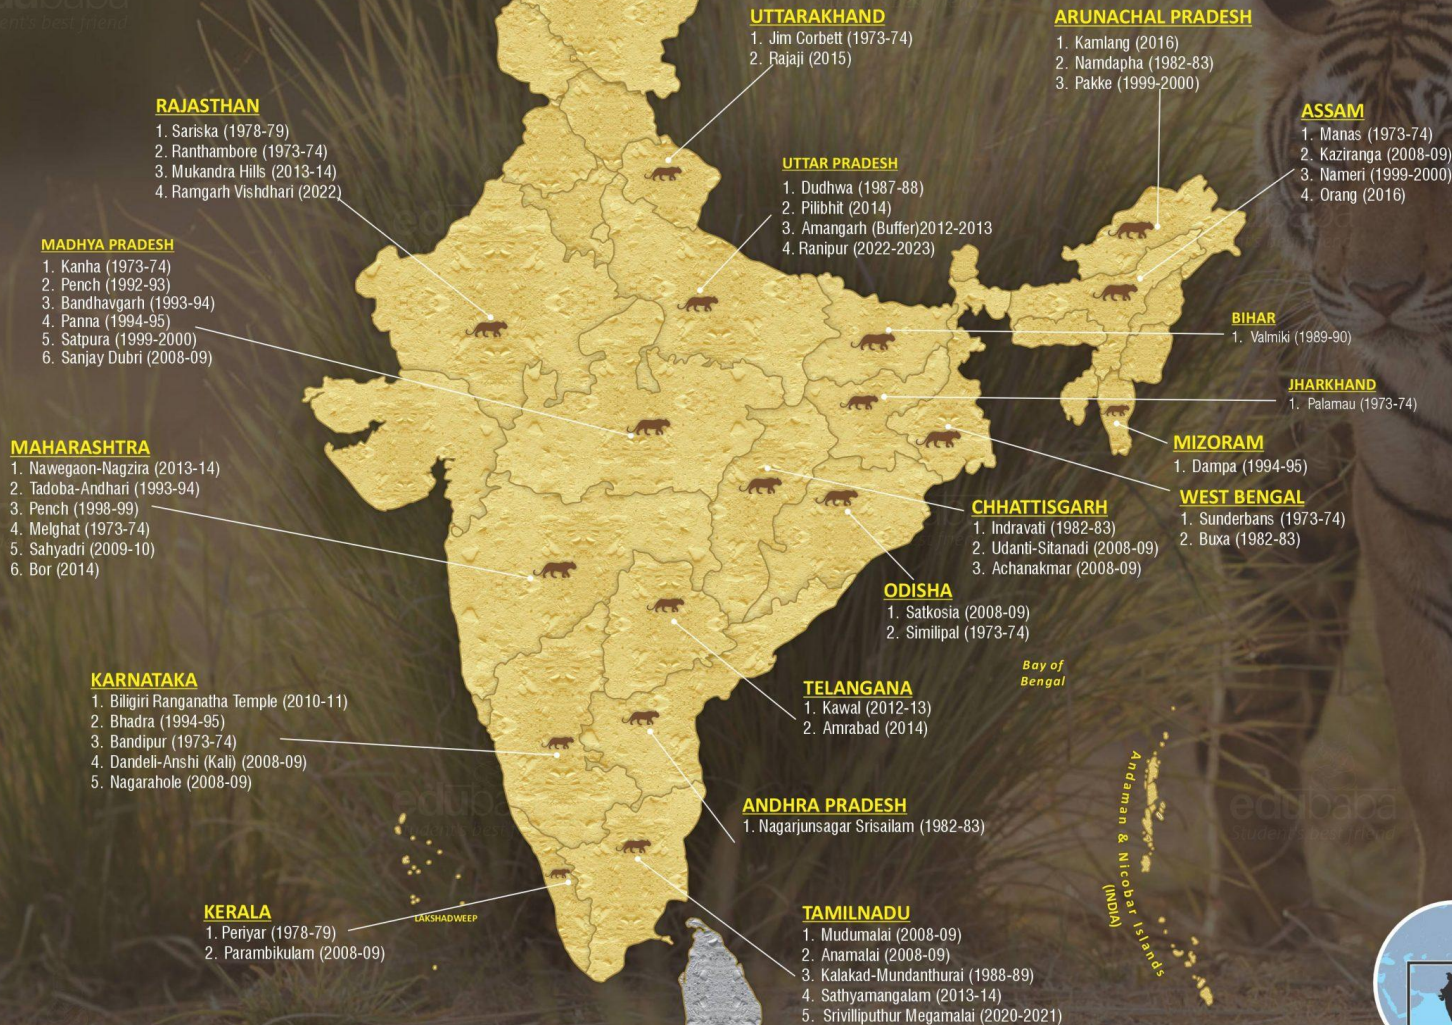 edubaba
student's best friend
UTTARAKHAND
1. Jim Corbett (1973-74)
2. Rajaji (2015)
ARUNACHAL PRADESH
1. Kamlang (2016)
2. Namdapha (1982-83)
3. Pakke (1999-2000)
RAJASTHAN
1. Sariska (1978-79)
2. Ranthambore (1973-74)
3. Mukandra Hills (2013-14)
4. Ramgarh Vishdhari (2022)
ASSAM
1. Manas (1973-74)
2. Kaziranga (2008-09)
3. Nameri (1999-2000)
4. Orang (2016)
UTTAR PRADESH
1. Dudhwa (1987-88)
2. Pilibhit (2014)
3. Amangarh (Buffer)2012-2013
4. Ranipur (2022-2023)
MADHYA PRADESH
1. Kanha (1973-74)
2. Pench (1992-93)
3. Bandhavgarh (1993-94)
4. Panna (1994-95)
5. Satpura (1999-2000)
6. Sanjay Dubri (2008-09)
BIHAR
1. Valmiki (1989-90)
JHARKHAND
1. Palamau (1973-74)
MIZORAM
1. Dampa (1994-95)
MAHARASHTRA
1. Nawegaon-Nagzira (2013-14)
2. Tadoba-Andhari (1993-94)
3. Pench (1998-99)
4. Melghat (1973-74)
5. Sahyadri (2009-10)
6. Bor (2014)
WEST BENGAL
1. Sunderbans (1973-74)
2. Buxa (1982-83)
CHHATTISGARH
1. Indravati (1982-83)
2. Udanti-Sitanadi (2008-09)
3. Achanakmar (2008-09)
ODISHA
1. Satkosia (2008-09)
2. Similipal (1973-74)
Bay of
Bengal
KARNATAKA
1. Biligiri Ranganatha Temple (2010-11)
2. Bhadra (1994-95)
3. Bandipur (1973-74)
4. Dandeli-Anshi (Kali) (2008-09)
5. Nagarahole (2008-09)
TELANGANA
1. Kawal (2012-13)
2. Amrabad (2014)
ANDHRA PRADESH
1. Nagarjunsagar Srisailam (1982-83)
Andaman & Nicobar Islands
(INDIA)
edubaba
KERALA
1. Periyar (1978-79)
2. Parambikulam (2008-09)
LAKSHADWEEP
TAMILNADU
1. Mudumalai (2008-09)
2. Anamalai (2008-09)
3. Kalakad-Mundanthurai (1988-89)
4. Sathyamangalam (2013-14)
5. Srivilliputhur Megamalai (2020-2021)